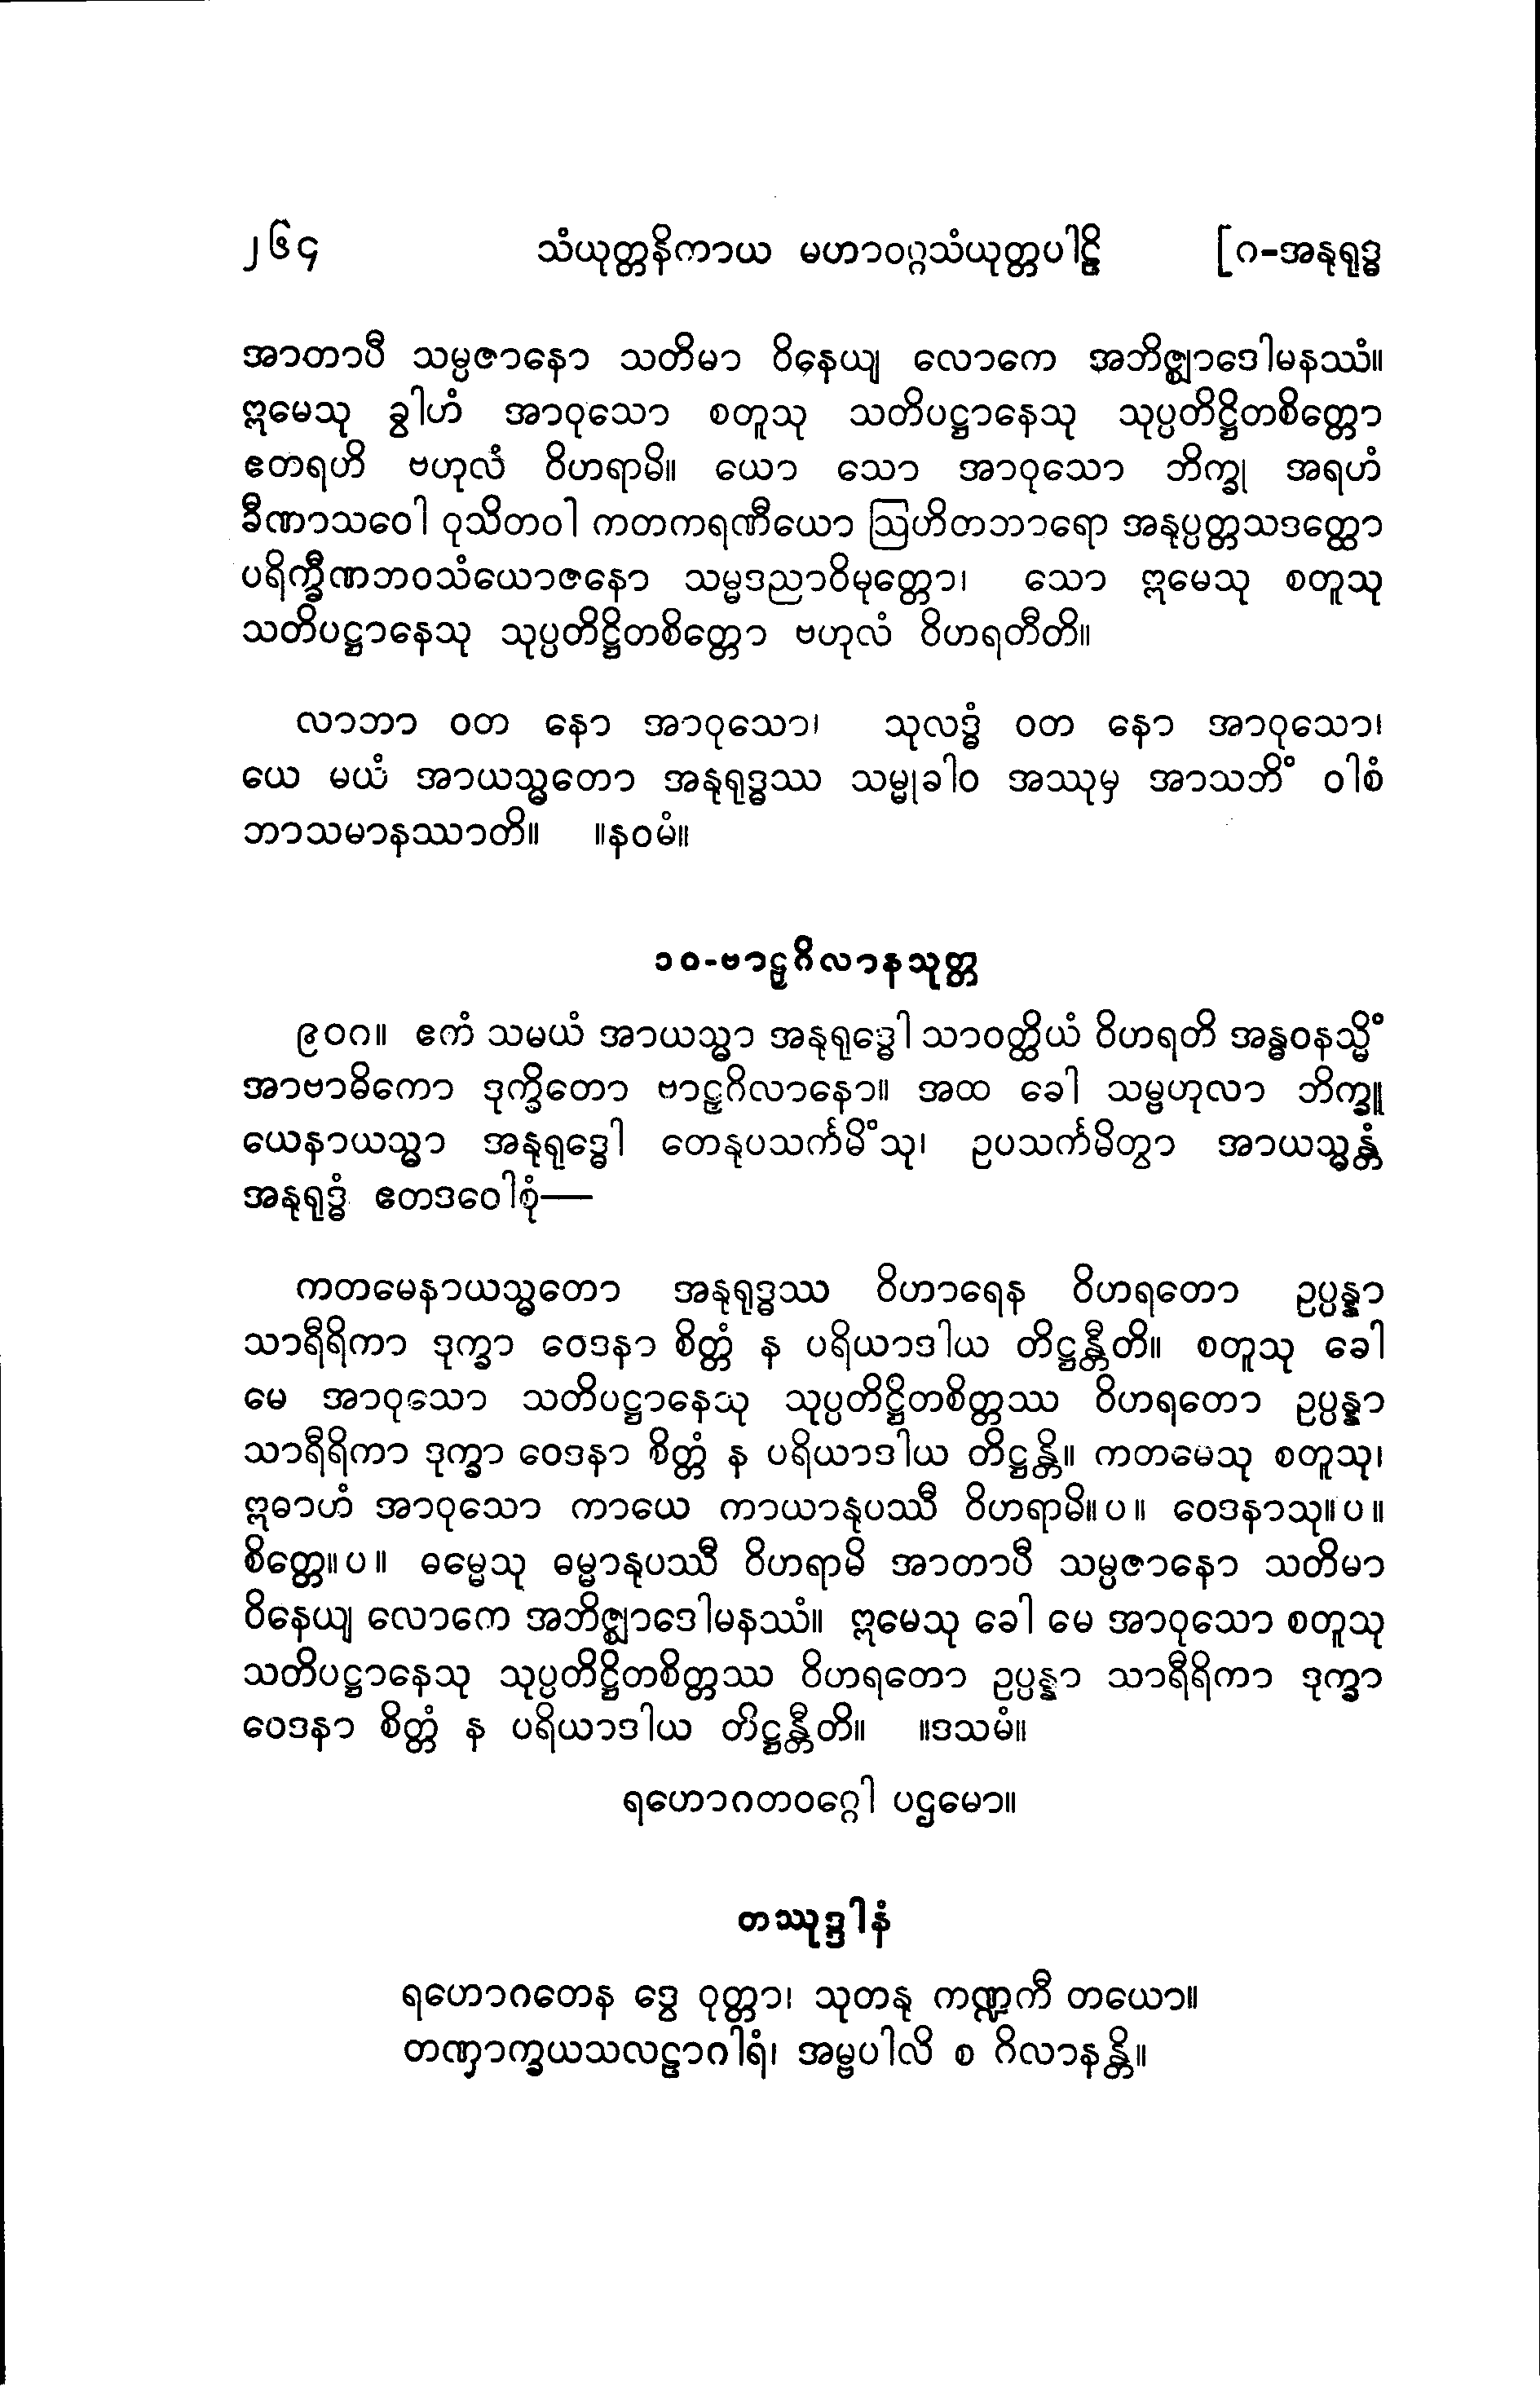 ၂၆၄ သံယုတ္တနိကာယ မဟာဝဂ္ဂသံယုတ္တပါဠိ [ဂ-အနုရုဒ္ဓ
အာတာပီ သမ္ပဇာနော သတိမာ ဝိနေယျ လောကေ အဘိဇ္ဈာဒေါမနဿံ။
ဣမေသု ခွါဟံ အာဝုသော စတူသု သတိပဋ္ဌာနေသု သုပ္ပတိဋ္ဌိတစိတ္တော
ဧတရဟိ ဗဟုလံ ဝိဟရာမိ။ ယော သော အာဝုသော ဘိက္ခု အရဟံ
ခီဏာသဝေါ ဝုသိတဝါ ကတကရဏီယော ဩဟိတဘာရော အနုပ္ပတ္တသဒတ္ထော
ပရိက္ခီဏဘဝသံယောဇနော သမ္မဒညာဝိမုတ္တော၊ သော ဣမေသု စတူသု
သတိပဋ္ဌာနေသု သုပ္ပတိဋ္ဌိတစိတ္တော ဗဟုလံ ဝိဟရတီတိ။
လာဘာ ဝတ နော အာဝုသော၊ သုလဒ္ဓံ ဝတ နော အာဝုသော၊
ယေ မယံ အာယသ္မတော အနုရုဒ္ဓဿ သမ္မုခါဝ အဿုမှ အာသဘိံ ဝါစံ
ဘာသမာနဿာတိ။ ။နဝမံ။
၁၀-ဗာဠှဂိလာနသုတ္တ
၉၀ဂ။ ဧကံ သမယံ အာယသ္မာ အနုရုဒ္ဓေါ သာဝတ္ထိယံ ဝိဟရတိ အန္ဓဝနသ္မိံ
အာဗာဓိကော ဒုက္ခိတော ဗာဠှဂိလာနော။ အထ ခေါ သမ္ဗဟုလာ ဘိက္ခူ
ယေနာယသ္မာ အနုရုဒ္ဓေါ တေနုပသင်္ကမိံသု၊ ဥပသင်္ကမိတွာ အာယသ္မန္တံ
အနုရုဒ္ဓံ ဧတဒဝေါစုံ—
ကတမေနာယသ္မတော အနုရုဒ္ဓဿ ဝိဟာရေန ဝိဟရတော ဥပ္ပန္နာ
သာရီရိကာ ဒုက္ခာ ဝေဒနာ စိတ္တံ န ပရိယာဒါယ တိဋ္ဌန္တီတိ။ စတူသု ခေါ
မေ အာဝုသော သတိပဋ္ဌာနေသု သုပ္ပတိဋ္ဌိတစိတ္တဿ ဝိဟရတော ဥပ္ပန္နာ
သာရီရိကာ ဒုက္ခာ ဝေဒနာ စိတ္တံ န ပရိယာဒါယ တိဋ္ဌန္တိ။ ကတမေသု စတူသု၊
ဣဓာဟံ အာဝုသော ကာယေ ကာယာနုပဿီ ဝိဟရာမိ။ပ။ ဝေဒနာသု။ပ။
စိတ္တေ။ပ။ ဓမ္မေသု ဓမ္မာနုပဿီ ဝိဟရာမိ အာတာပီ သမ္ပဇာနော သတိမာ
ဝိနေယျ လောကေ အဘိဇ္ဈာဒေါမနဿံ။ ဣမေသု ခေါ မေ အာဝုသော စတူသု
သတိပဋ္ဌာနေသု သုပ္ပတိဋ္ဌိတစိတ္တဿ ဝိဟရတော ဥပ္ပန္နာ သာရီရိကာ ဒုက္ခာ
ဝေဒနာ စိတ္တံ န ပရိယာဒါယ တိဋ္ဌန္တီတိ။ ။ဒသမံ။
ရဟောဂတဝဂ္ဂေါ ပဌမော။
တဿုဒ္ဒါနံ
ရဟောဂတေန ဒွေ ဝုတ္တာ၊ သုတနု ကဏ္ဍကီ တယော။
တဏှာက္ခယသလဠာဂါရံ၊ အမ္ဗပါလိ စ ဂိလာနန္တိ။